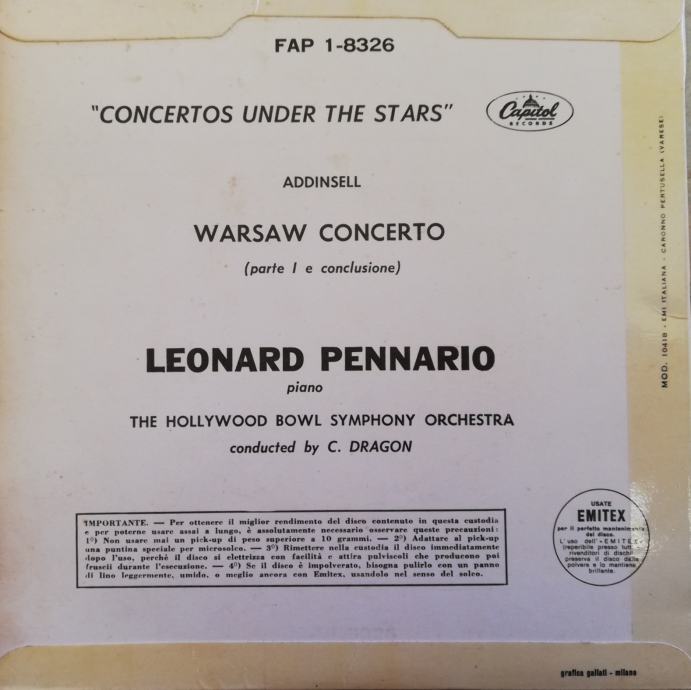 FAP 1-8326
"CONCERTOS UNDER THE STARS"
Capitol
RECORDS
ADDINSELL
WARSAW CONCERTO
(parte I e conclusione)
LEONARD PENNARIO
piano
THE HOLLYWOOD BOWL SYMPHONY ORCHESTRA
conducted by C. DRAGON
IMPORTANTE. — Per ottenere il miglior rendimento del disco contenuto in questa custodia
e per poterne usare assai a lungo, è assolutamente necessario osservare queste precauzioni:
1º) Non usare mai un pick-up di peso superiore a 10 grammi. — 2º) Adattare al pick-up
una puntina speciale per microsolco. — 3º) Rimettere nella custodia il disco immediatamente
dopo l'uso, perchè il disco si elettrizza con facilità e attira pulviscoli che producono poi
fruscii durante l'esecuzione. — 4º) Se il disco è impolverato, bisogna pulirlo con un panno
di lino leggermente, umido, o meglio ancora con Emitex, usandolo nel senso del solco.
USATE
EMITEX
per il perfetto mantenimento
del disco.
L'uso dell'«EMITEX»
(reperibile presso tutti
rivenditori di dischi)
preserva il disco dalla
polvere e lo mantiene
brillante.
MOD. 10418 - EMI ITALIANA - CARONNO PERTUSELLA (VARESE)
grafica gallati - milano